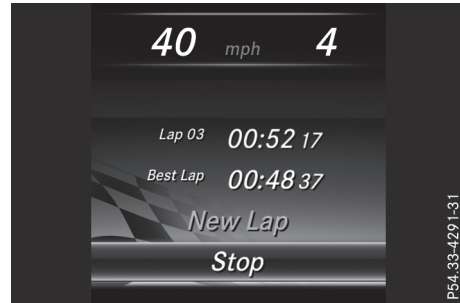 40 mph 4
Lap 03 00:52 17
Best Lap 00:48 37
New Lap
Stop
P54.33-4291-31